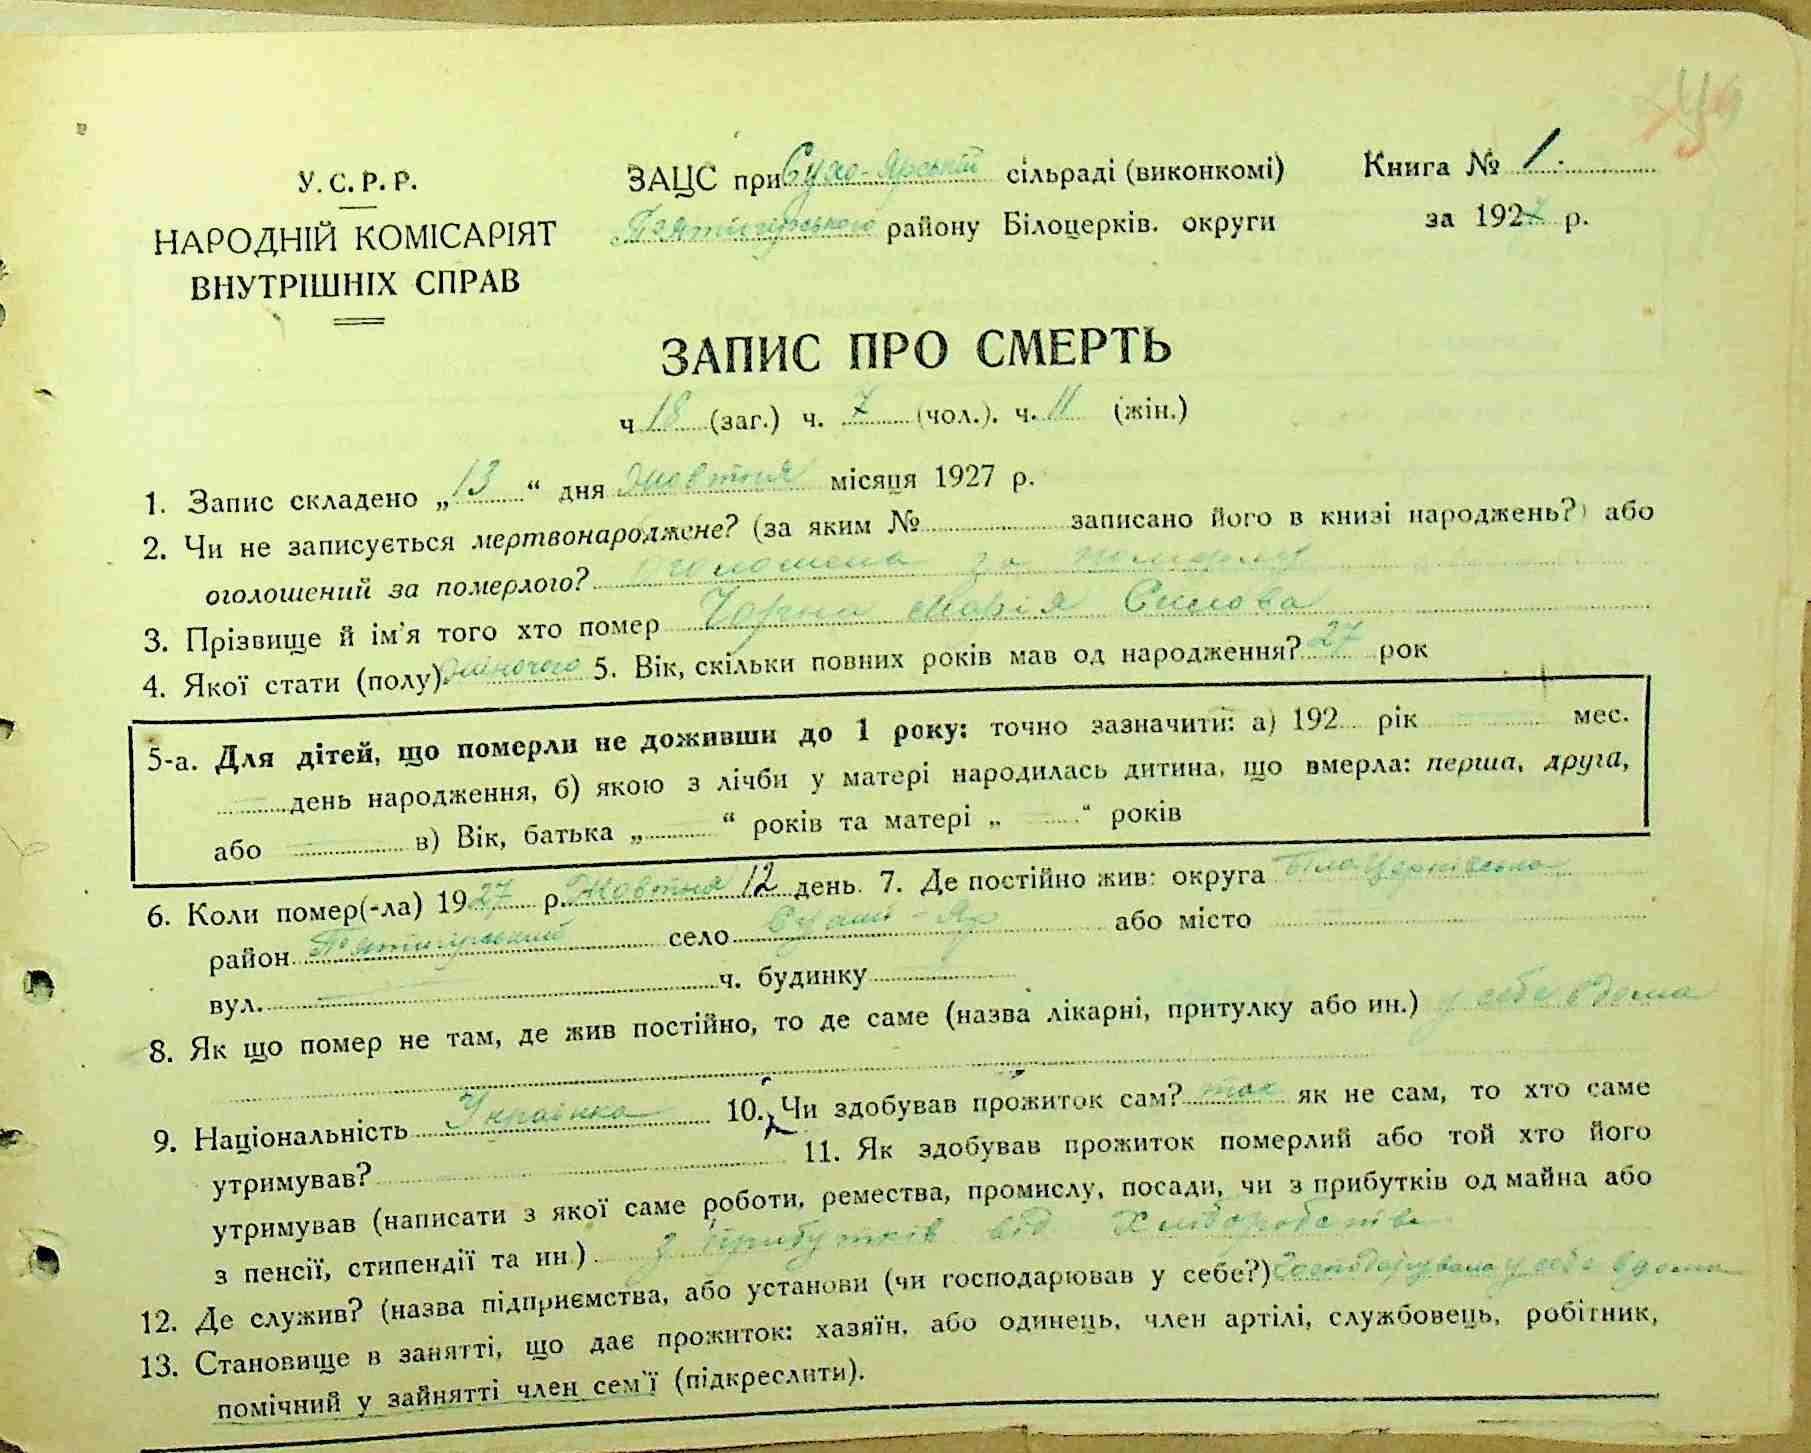 У. С. Р. Р.
НАРОДНІЙ КОМІСАРІЯТ
ВНУТРІШНІХ СПРАВ
ЗАЦС при Сухо-Ярській сільраді (виконкомі)
П'ятигірського району Білоцерків. округи
Книга № 1.
за 1927 р.
ЗАПИС ПРО СМЕРТЬ
ч 18 (заг.) ч. 7 (чол.). ч. 11 (жін.)
1. Запис складено „13“ дня жовтня місяця 1927 р.
2. Чи не записується мертвонароджене? (за яким № записано його в книзі народжень?) або
оголошений за померлого? оголошена за померлу
3. Прізвище й ім'я того хто помер Чорна Марія Силова
4. Якої стати (полу) жіночого 5. Вік, скільки повних років мав од народження? 27 рок
5-а. Для дітей, що померли не доживши до 1 року: точно зазначити: а) 192 рік мес.
день народження, б) якою з лічби у матері народилась дитина, що вмерла: перша, друга,
або в) Вік, батька „ “ років та матері „ “ років
6. Коли помер(-ла) 1927 р. Жовтня 12 день. 7. Де постійно жив: округа Білоцерківська
район П'ятигірський село Сухий-Яр або місто
вул. ч. будинку
8. Як що помер не там, де жив постійно, то де саме (назва лікарні, притулку або ин.) у себе вдома
9. Національність Українка 10. Чи здобував прожиток сам? так як не сам, то хто саме
утримував? 11. Як здобував прожиток померлий або той хто його
утримував (написати з якої саме роботи, ремества, промислу, посади, чи з прибутків од майна або
з пенсії, стипендії та ин.) з прибутків від Хліборобства
12. Де служив? (назва підприємства, або установи (чи господарював у себе?) Господарювала у себе вдома
13. Становище в занятті, що дає прожиток: хазяїн, або одинець, член артілі, службовець, робітник,
помічний у зайнятті член сем'ї (підкреслити).